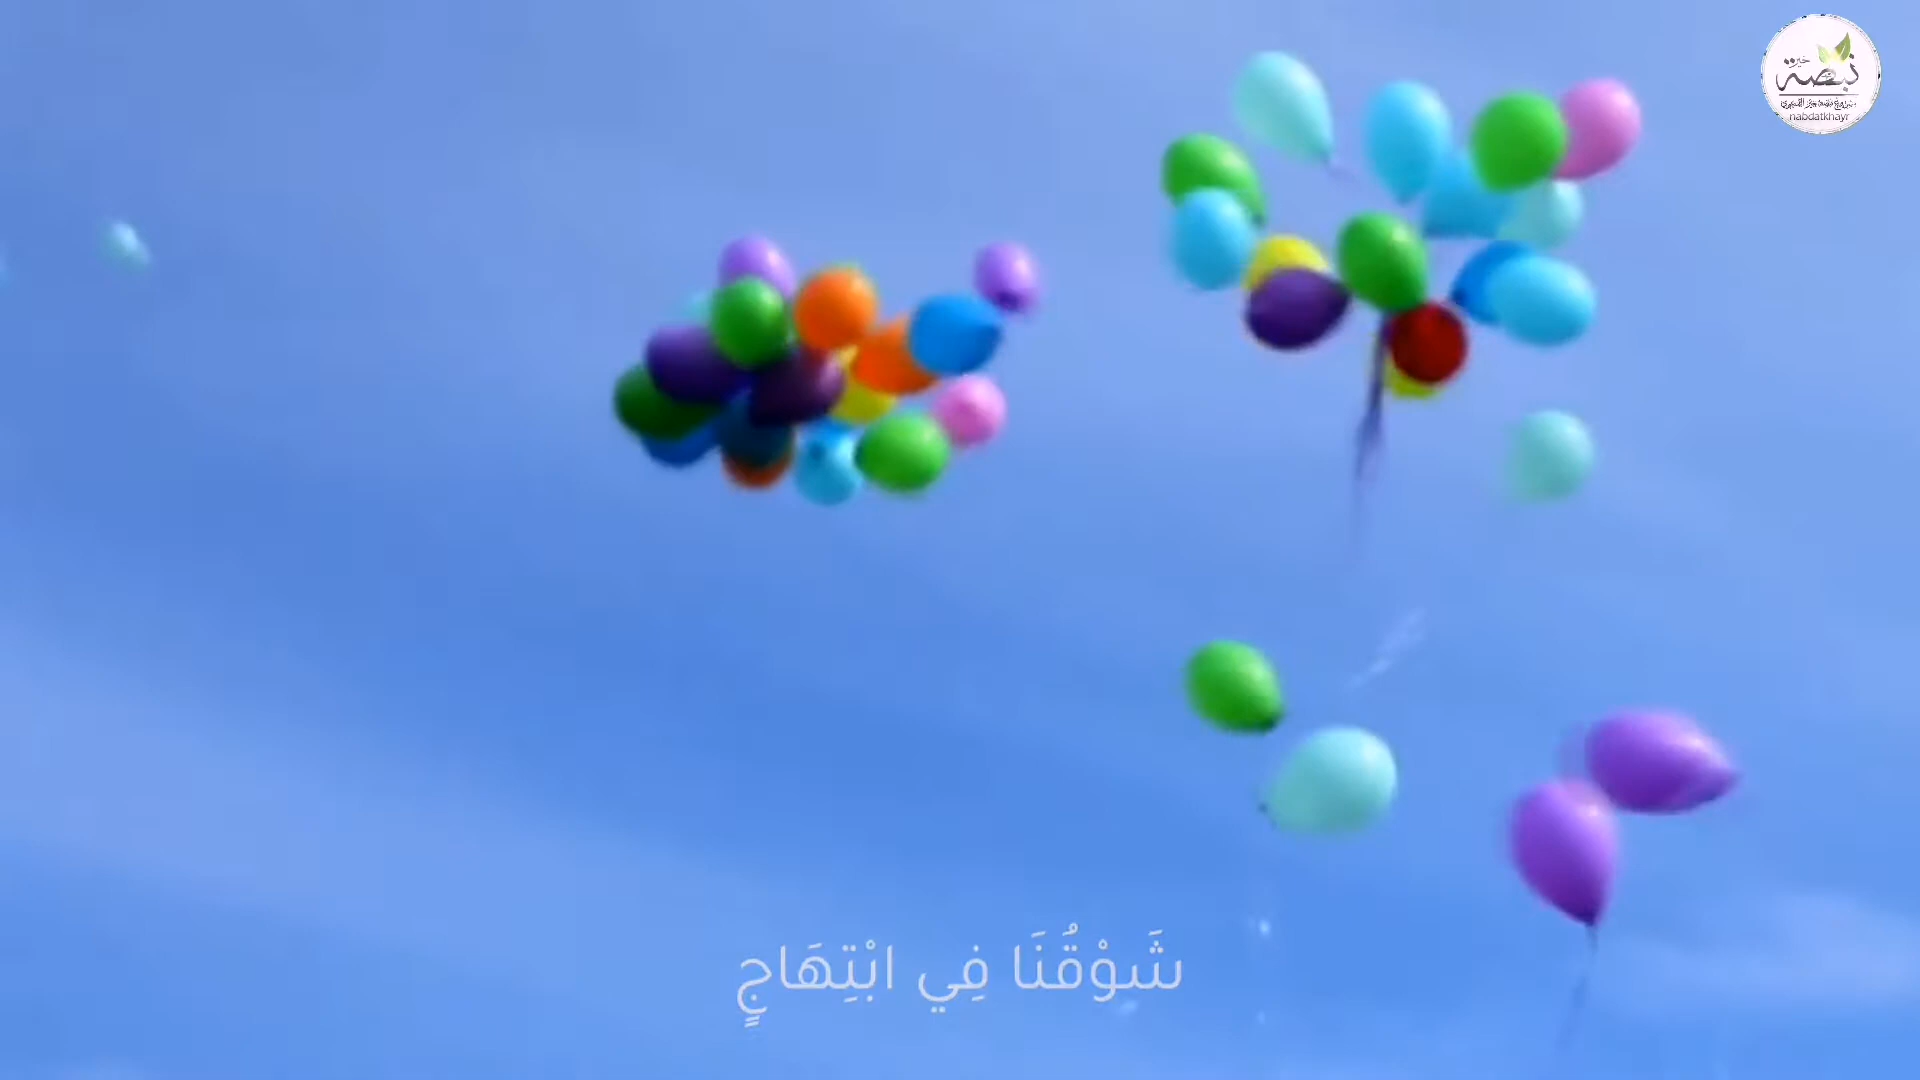 خير
نبضة
nabdatkhayr
شَوْقُنَا فِي ابْتِهَاجٍ